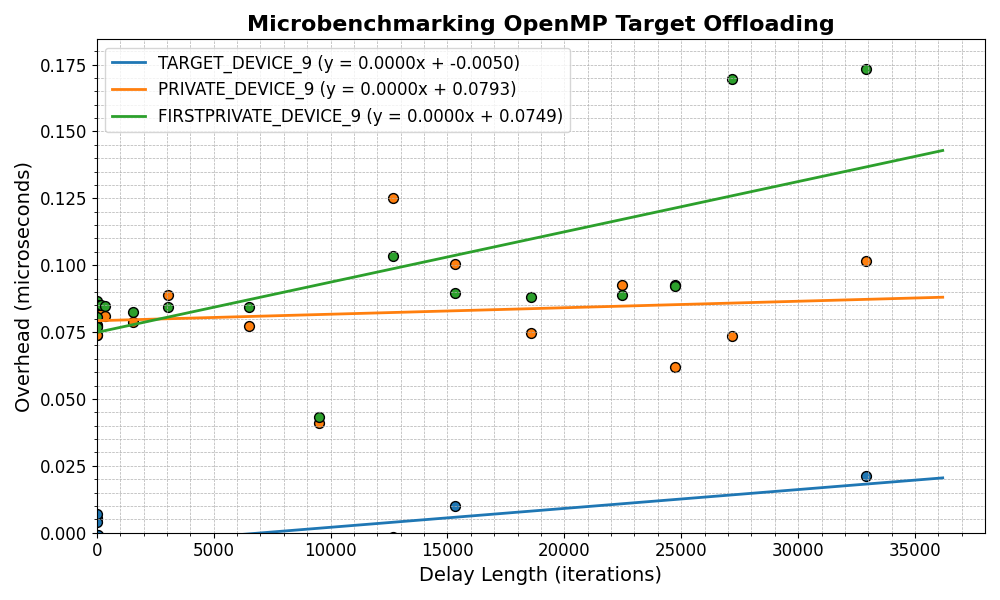 Microbenchmarking OpenMP Target Offloading
TARGET_DEVICE_9 (y = 0.0000x + -0.0050)
PRIVATE_DEVICE_9 (y = 0.0000x + 0.0793)
FIRSTPRIVATE_DEVICE_9 (y = 0.0000x + 0.0749)
Overhead (microseconds)
0.175
0.150
0.125
0.100
0.075
0.050
0.025
0.000
0 5000 10000 15000 20000 25000 30000 35000
Delay Length (iterations)